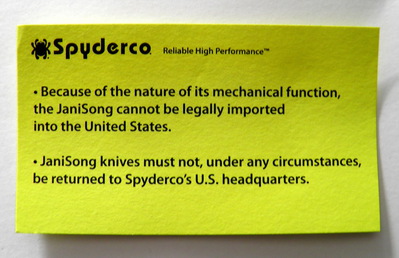 Spyderco Reliable High Performance™
• Because of the nature of its mechanical function,
the JaniSong cannot be legally imported
into the United States.
• JaniSong knives must not, under any circumstances,
be returned to Spyderco's U.S. headquarters.